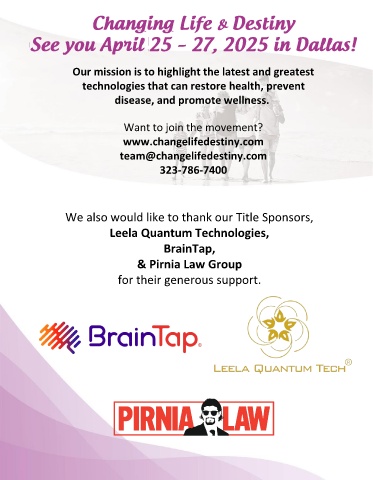 Changing Life & Destiny
See you April 25 – 27, 2025 in Dallas!
Our mission is to highlight the latest and greatest
technologies that can restore health, prevent
disease, and promote wellness.
Want to join the movement?
www.changelifedestiny.com
team@changelifedestiny.com
323-786-7400
We also would like to thank our Title Sponsors,
Leela Quantum Technologies,
BrainTap,
& Pirnia Law Group
for their generous support.
BrainTap®
LEELA QUANTUM TECH®
PIRNIA LAW